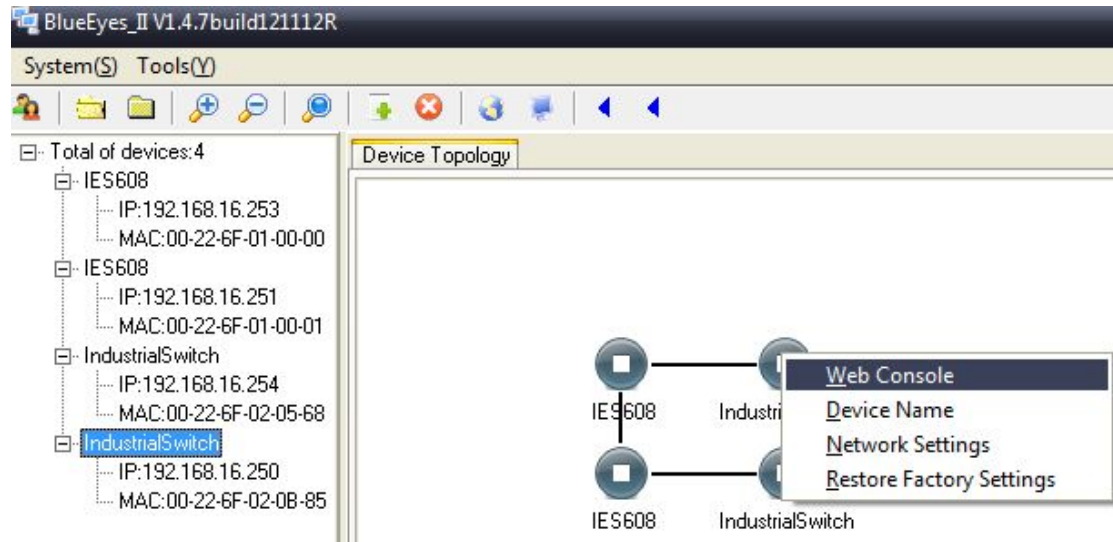 BlueEyes_II V1.4.7build121112R
System(S) Tools(Y)
Total of devices:4
IES608
IP:192.168.16.253
MAC:00-22-6F-01-00-00
IES608
IP:192.168.16.251
MAC:00-22-6F-01-00-01
IndustrialSwitch
IP:192.168.16.254
MAC:00-22-6F-02-05-68
IndustrialSwitch
IP:192.168.16.250
MAC:00-22-6F-02-0B-85
Device Topology
IES608 Industri
Web Console
Device Name
Network Settings
Restore Factory Settings
IES608 IndustrialSwitch